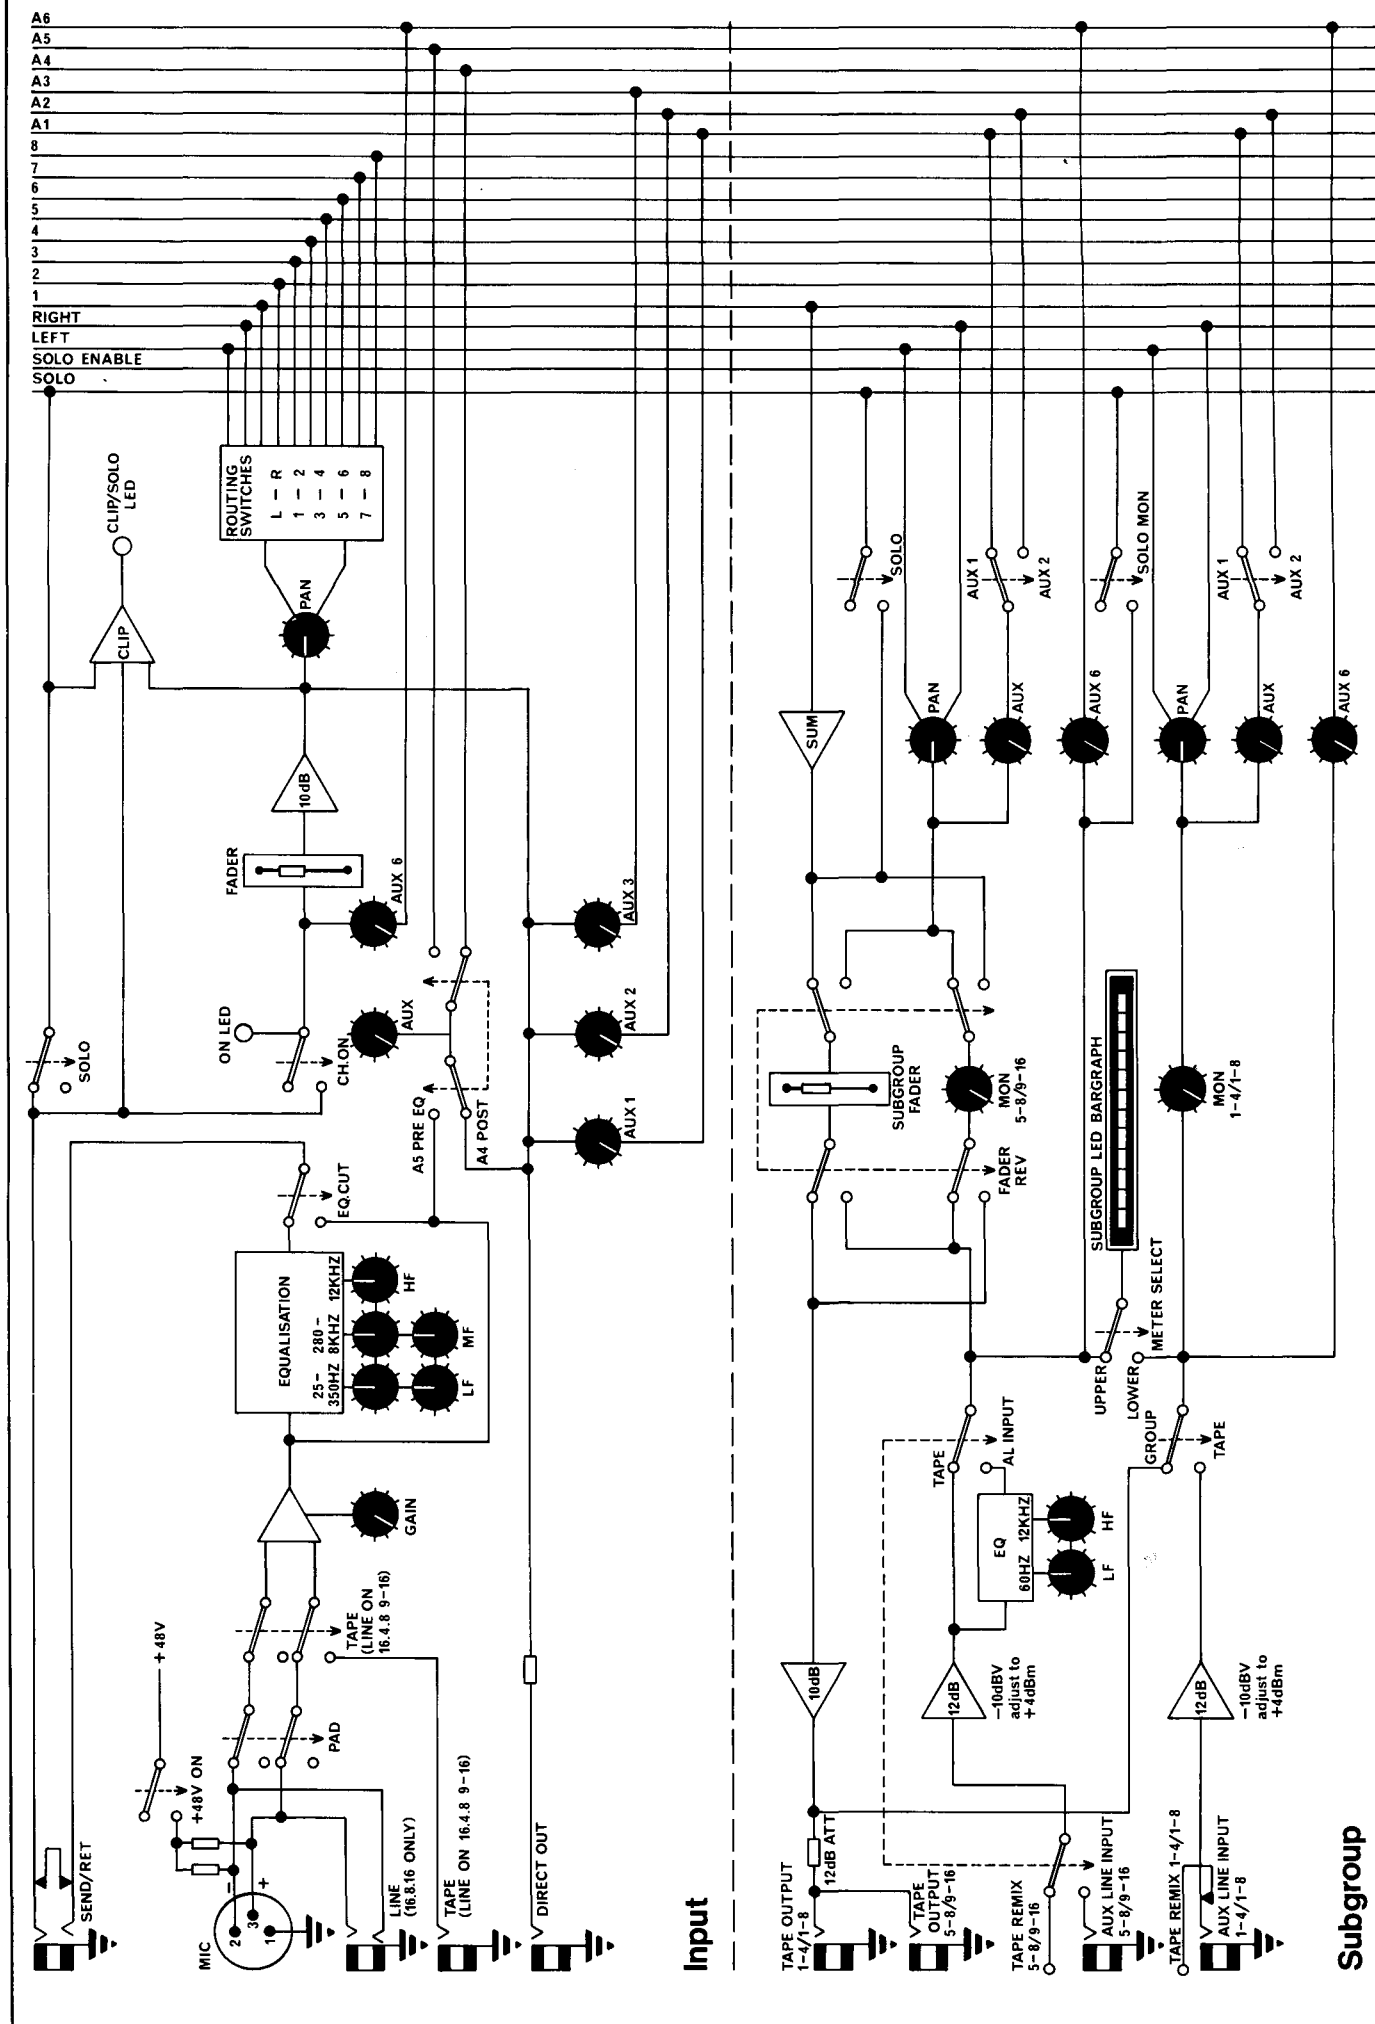 A6
A5
A4
A3
A2
A1
8
7
6
5
4
3
2
1
RIGHT
LEFT
SOLO ENABLE
SOLO
CLIP/SOLO
LED
ROUTING
SWITCHES
L — R
1 — 2
3 — 4
5 — 6
7 — 8
CLIP
PAN
10dB
FADER
AUX 6
ON LED
CH.ON
SOLO
AUX
A5 PRE EQ
A4 POST
AUX 3
AUX 2
AUX 1
EQ.CUT
EQUALISATION
25–
350HZ
280–
8KHZ
12KHZ
HF
MF
LF
GAIN
TAPE
(LINE ON
16.4.8 9–16)
+48V
PAD
+48V ON
SEND/RET
MIC
–
+
2
3
1
LINE
(16.8.16 ONLY)
TAPE
(LINE ON 16.4.8 9–16)
DIRECT OUT
Input
SOLO
AUX 1
AUX 2
SOLO MON
AUX 1
AUX 2
SUM
PAN
AUX
AUX 6
PAN
AUX
AUX 6
SUBGROUP
FADER
MON
5–8/9–16
FADER
REV
SUBGROUP LED BARGRAPH
MON
1–4/1–8
METER SELECT
UPPER
LOWER
TAPE
AL INPUT
GROUP
TAPE
EQ
60HZ
12KHZ
HF
LF
10dB
12dB
–10dBV
adjust to
+4dBm
12dB
–10dBV
adjust to
+4dBm
12dB ATT
TAPE OUTPUT
1–4/1–8
TAPE
OUTPUT
5–8/9–16
TAPE REMIX
5–8/9–16
AUX LINE INPUT
5–8/9–16
TAPE REMIX 1–4/1–8
AUX LINE INPUT
1–4/1–8
Subgroup